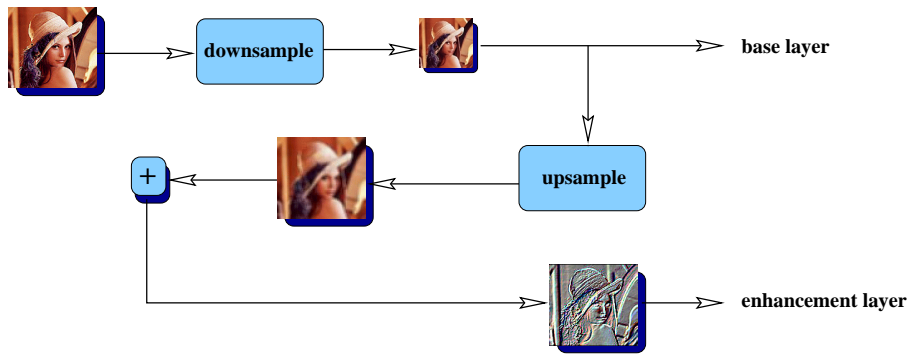 downsample
base layer
+
upsample
enhancement layer